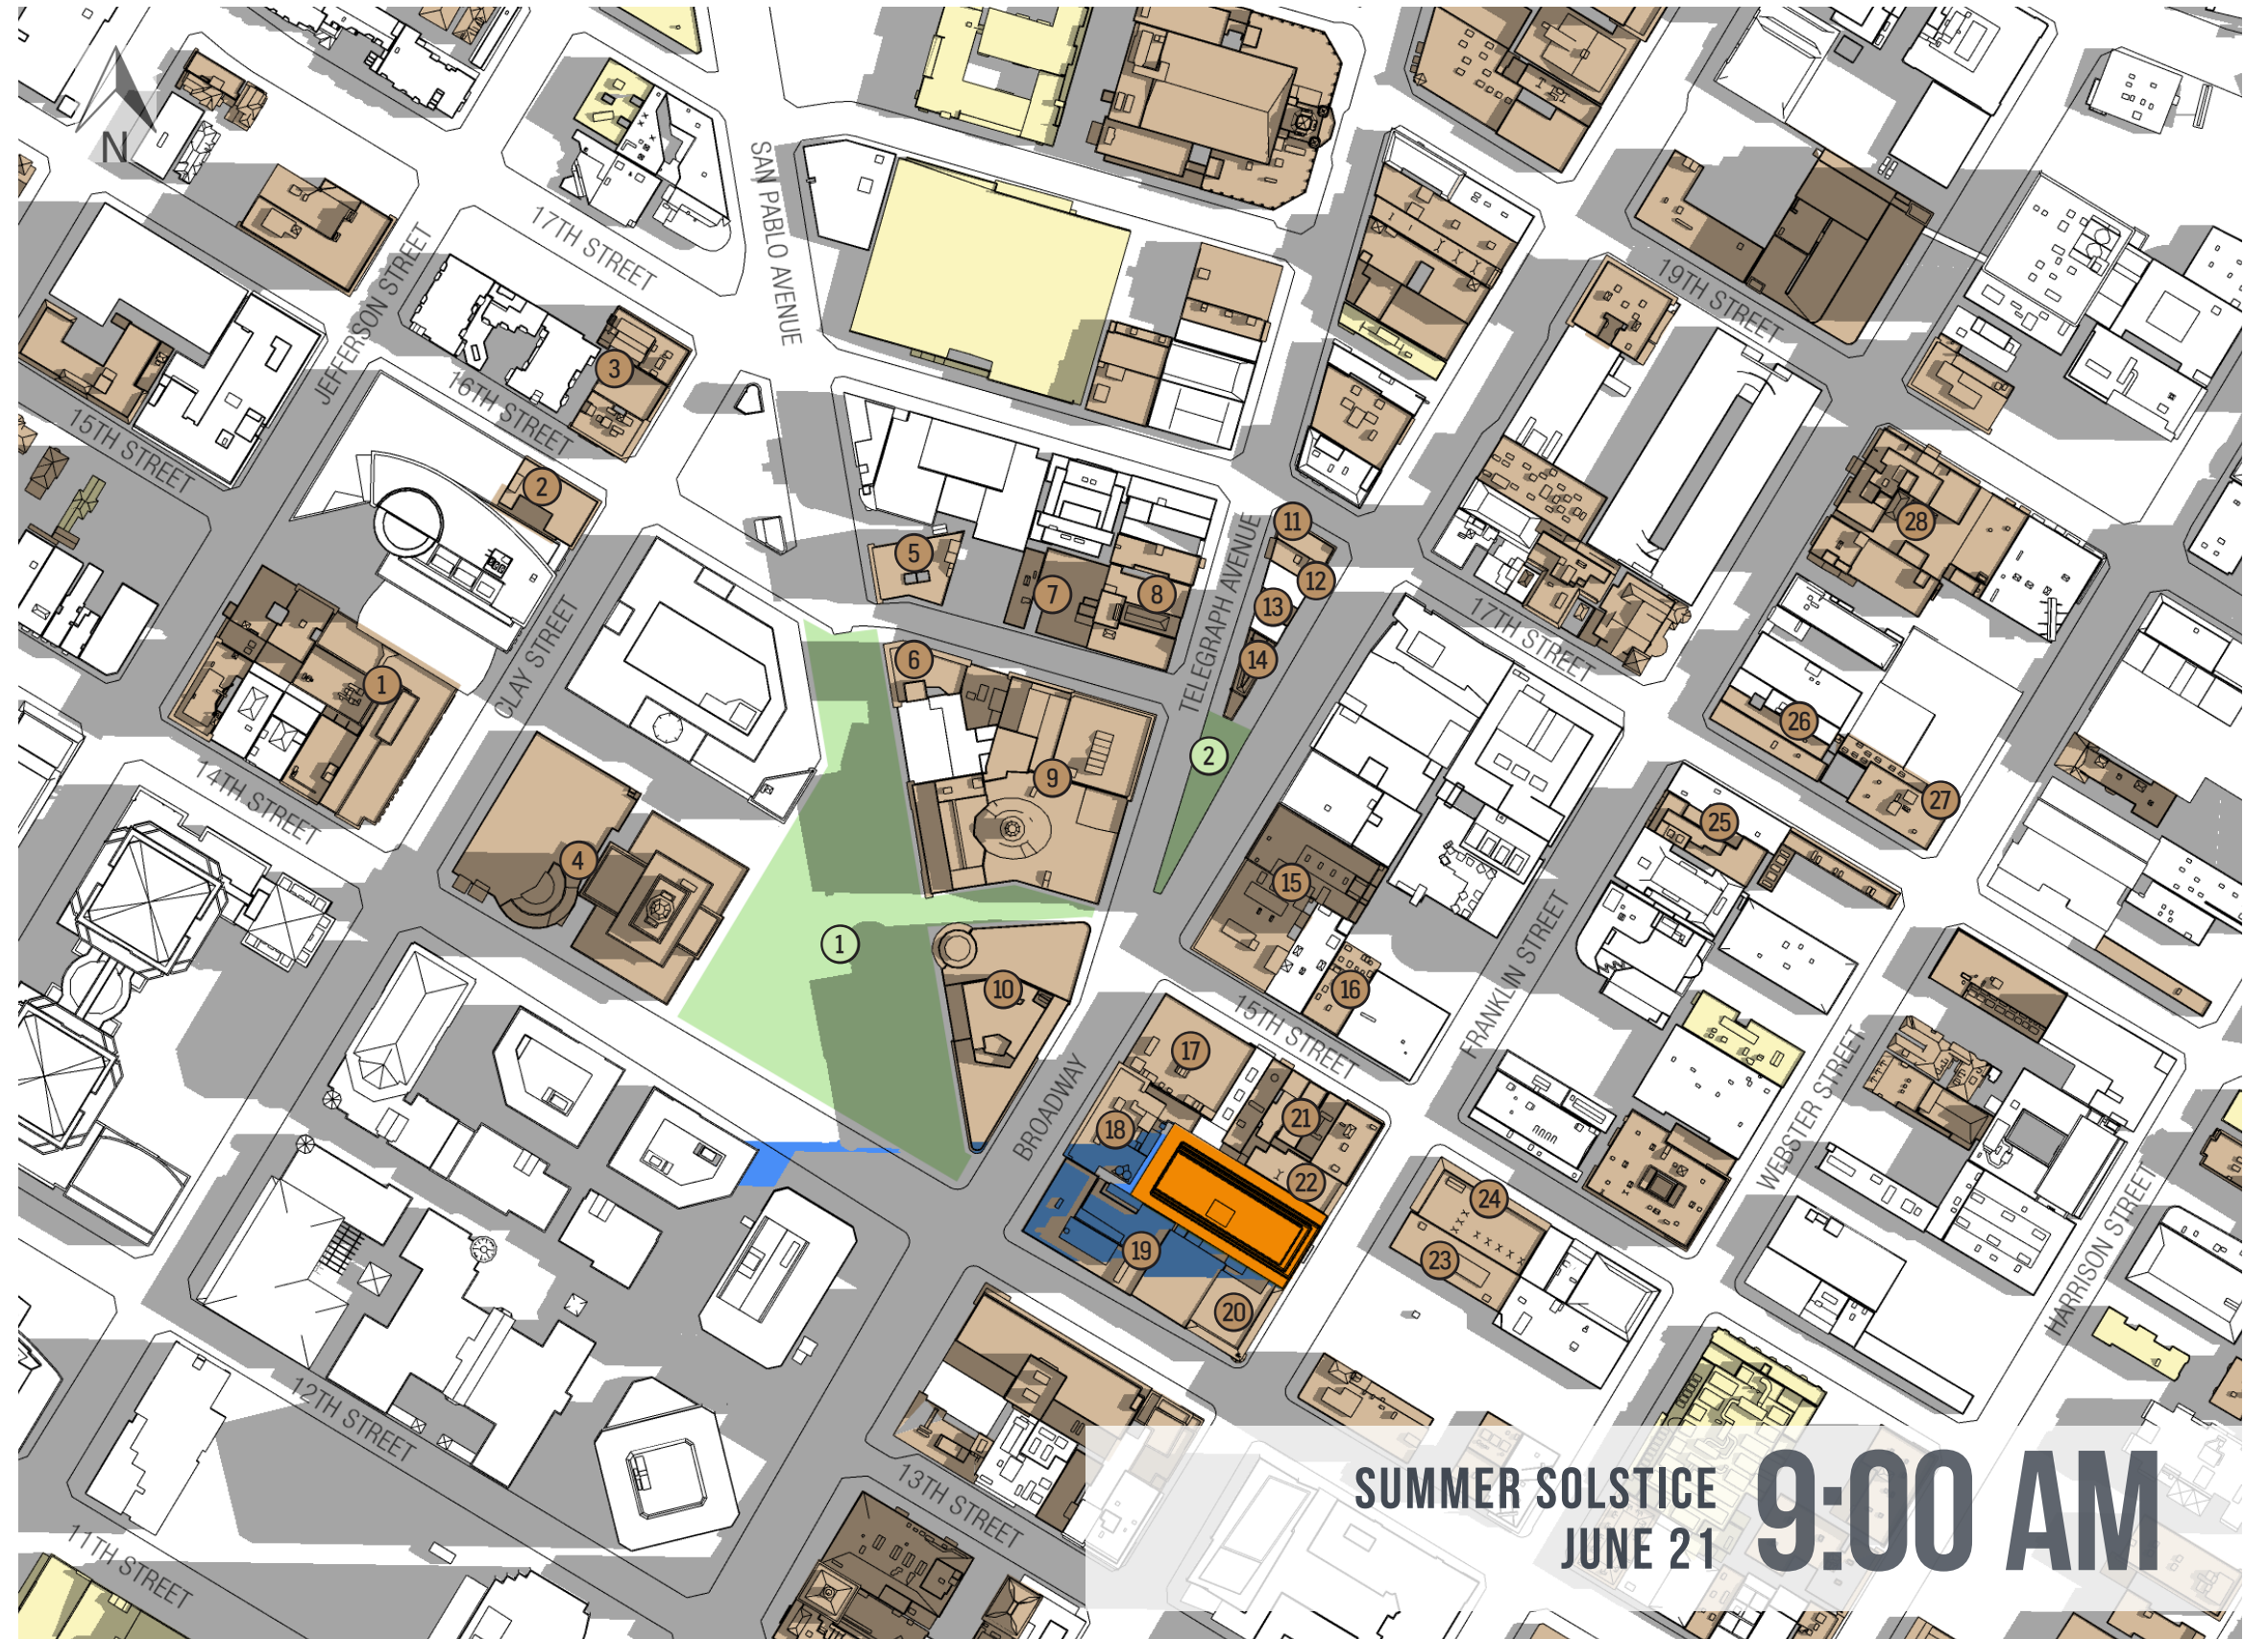 N
SAN PABLO AVENUE
17TH STREET
JEFFERSON STREET
19TH STREET
3
16TH STREET
15TH STREET
2
28
11
5
TELEGRAPH AVENUE
12
7
8
13
17TH STREET
CLAY STREET
6
14
1
26
2
9
14TH STREET
27
25
4
15
1
FRANKLIN STREET
10
16
15TH STREET
17
BROADWAY
WEBSTER STREET
21
18
22
24
HARRISON STREET
19
23
20
12TH STREET
13TH STREET
11TH STREET
SUMMER SOLSTICE
JUNE 21
9:00 AM